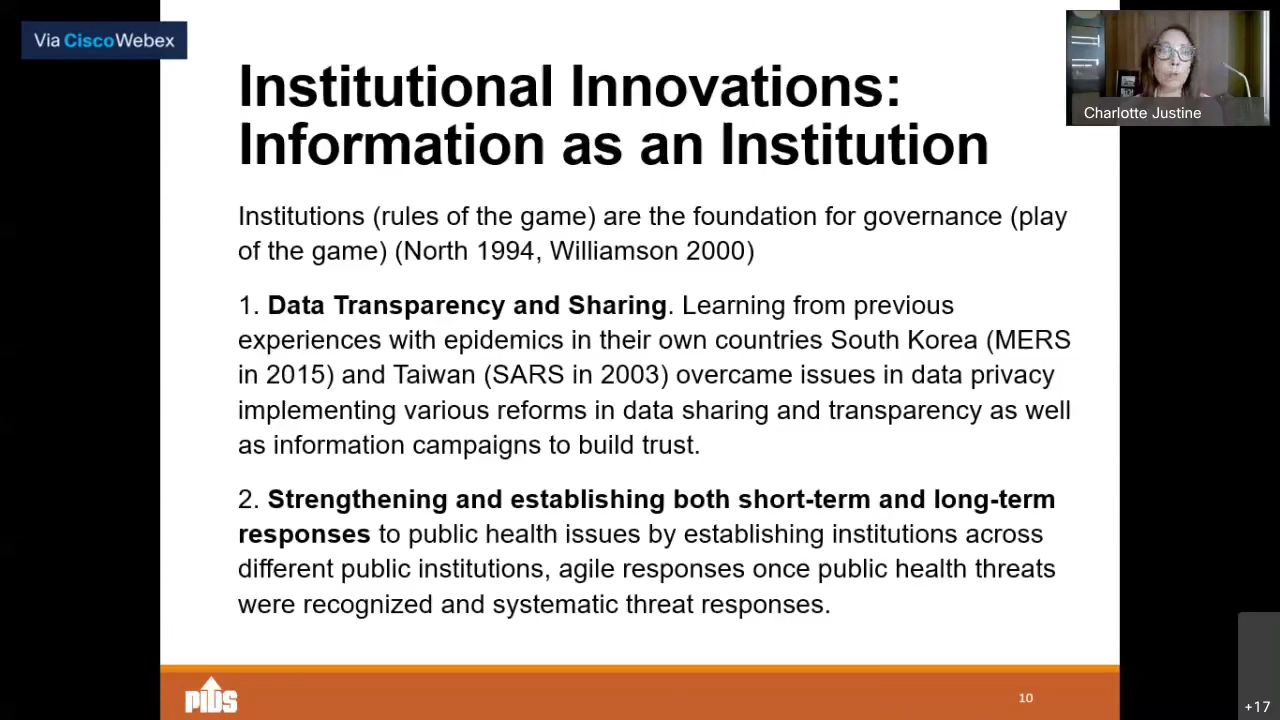 Via CiscoWebex
Charlotte Justine
Institutional Innovations:
Information as an Institution
Institutions (rules of the game) are the foundation for governance (play
of the game) (North 1994, Williamson 2000)
1. Data Transparency and Sharing. Learning from previous
experiences with epidemics in their own countries South Korea (MERS
in 2015) and Taiwan (SARS in 2003) overcame issues in data privacy
implementing various reforms in data sharing and transparency as well
as information campaigns to build trust.
2. Strengthening and establishing both short-term and long-term
responses to public health issues by establishing institutions across
different public institutions, agile responses once public health threats
were recognized and systematic threat responses.
PIDS
10
+17